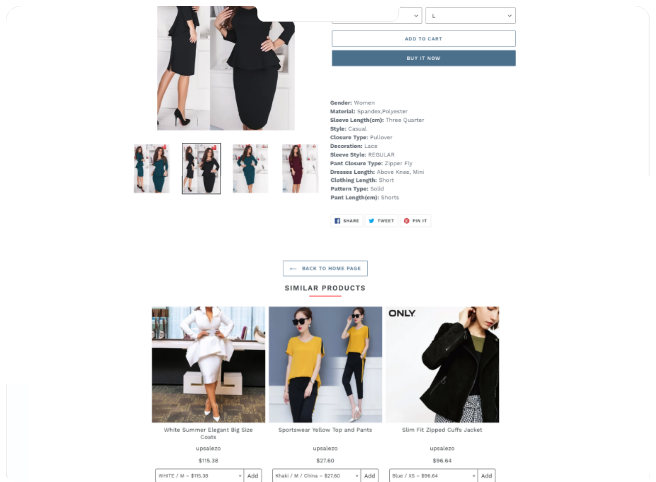 L
ADD TO CART
BUY IT NOW
Gender: Women
Material: Spandex,Polyester
Sleeve Length(cm): Three Quarter
Style: Casual
Closure Type: Pullover
Decoration: Lace
Sleeve Style: REGULAR
Pant Closure Type: Zipper Fly
Dresses Length: Above Knee, Mini
Clothing Length: Short
Pattern Type: Solid
Pant Length(cm): Shorts
SHARE TWEET PIN IT
BACK TO HOME PAGE
SIMILAR PRODUCTS
ONLY
White Summer Elegant Big Size Coats
upsalezo
$115.38
WHITE / M – $115.38 Add
Sportswear Yellow Top and Pants
upsalezo
$27.60
Khaki / M / China – $27.60 Add
Slim Fit Zipped Cuffs Jacket
upsalezo
$96.64
Blue / XS – $96.64 Add